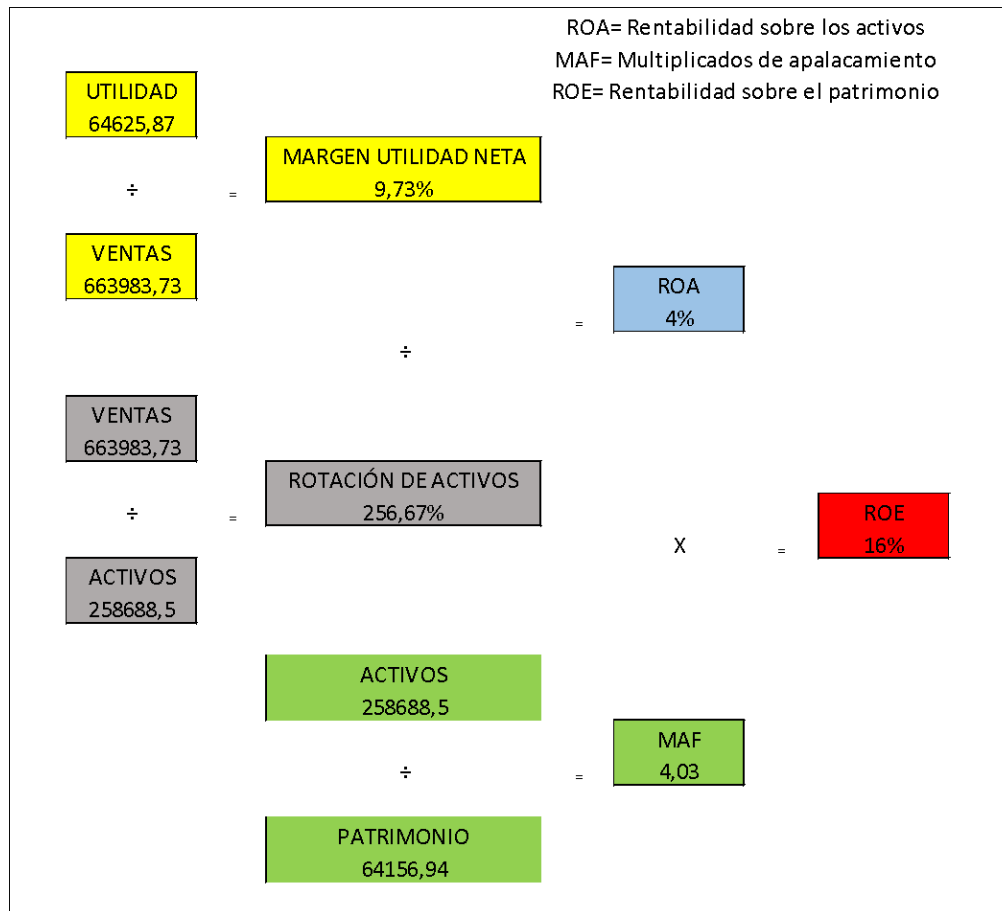 ROA= Rentabilidad sobre los activos
MAF= Multiplicados de apalacamiento
ROE= Rentabilidad sobre el patrimonio
UTILIDAD
64625,87
÷
=
MARGEN UTILIDAD NETA
9,73%
VENTAS
663983,73
÷
=
ROA
4%
VENTAS
663983,73
÷
=
ROTACIÓN DE ACTIVOS
256,67%
ACTIVOS
258688,5
X
=
ROE
16%
ACTIVOS
258688,5
÷
=
MAF
4,03
PATRIMONIO
64156,94